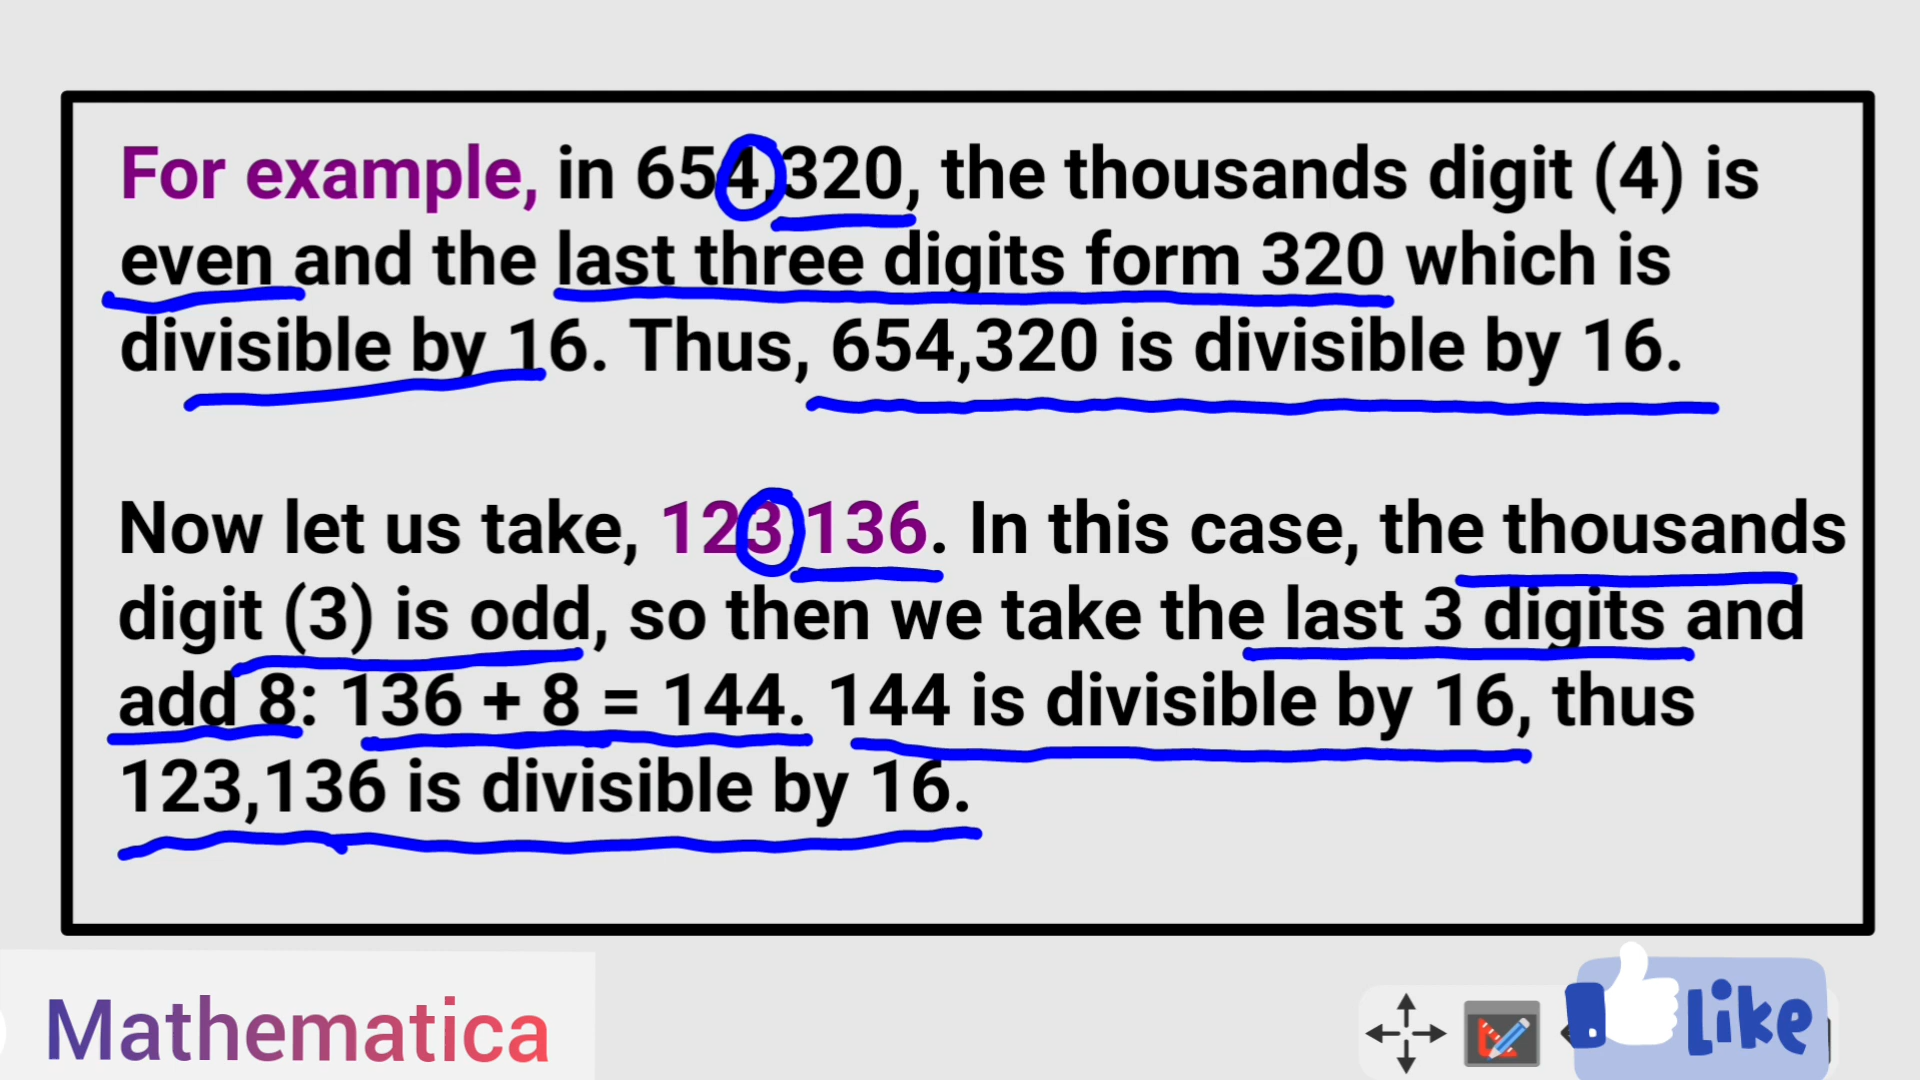 For example, in 654,320, the thousands digit (4) is
even and the last three digits form 320 which is
divisible by 16. Thus, 654,320 is divisible by 16.
Now let us take, 123,136. In this case, the thousands
digit (3) is odd, so then we take the last 3 digits and
add 8: 136 + 8 = 144. 144 is divisible by 16, thus
123,136 is divisible by 16.
Mathematica
Like